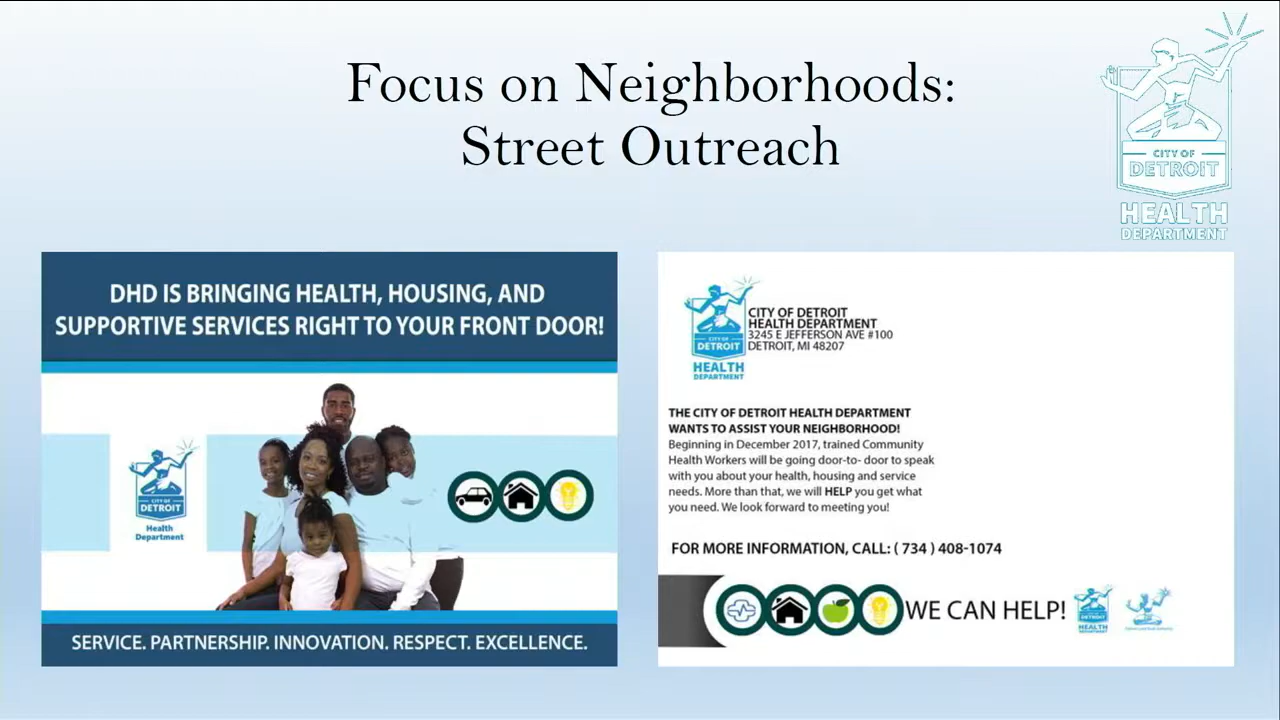 Focus on Neighborhoods:
Street Outreach
CITY OF
DETROIT
HEALTH
DEPARTMENT
DHD IS BRINGING HEALTH, HOUSING, AND
SUPPORTIVE SERVICES RIGHT TO YOUR FRONT DOOR!
CITY OF
DETROIT
Health
Department
SERVICE. PARTNERSHIP. INNOVATION. RESPECT. EXCELLENCE.
CITY OF
DETROIT
HEALTH
DEPARTMENT
CITY OF DETROIT
HEALTH DEPARTMENT
3245 E JEFFERSON AVE #100
DETROIT, MI 48207
THE CITY OF DETROIT HEALTH DEPARTMENT
WANTS TO ASSIST YOUR NEIGHBORHOOD!
Beginning in December 2017, trained Community
Health Workers will be going door-to- door to speak
with you about your health, housing and service
needs. More than that, we will HELP you get what
you need. We look forward to meeting you!
FOR MORE INFORMATION, CALL: ( 734 ) 408-1074
WE CAN HELP!
DETROIT
HEALTH
DEPARTMENT